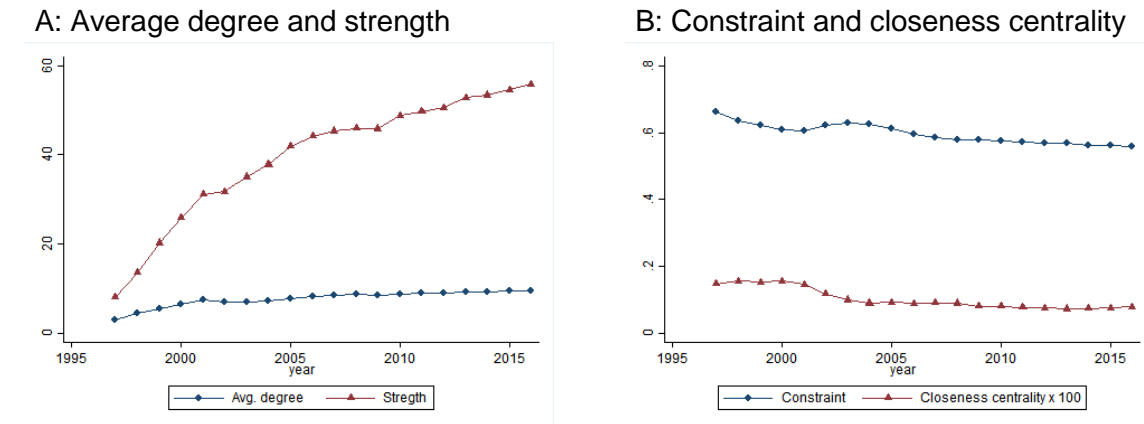 A: Average degree and strength
60
40
20
0
1995 2000 2005 2010 2015
year
Avg. degree Stregth
B: Constraint and closeness centrality
.8
.6
.4
.2
0
1995 2000 2005 2010 2015
year
Constraint Closeness centrality x 100